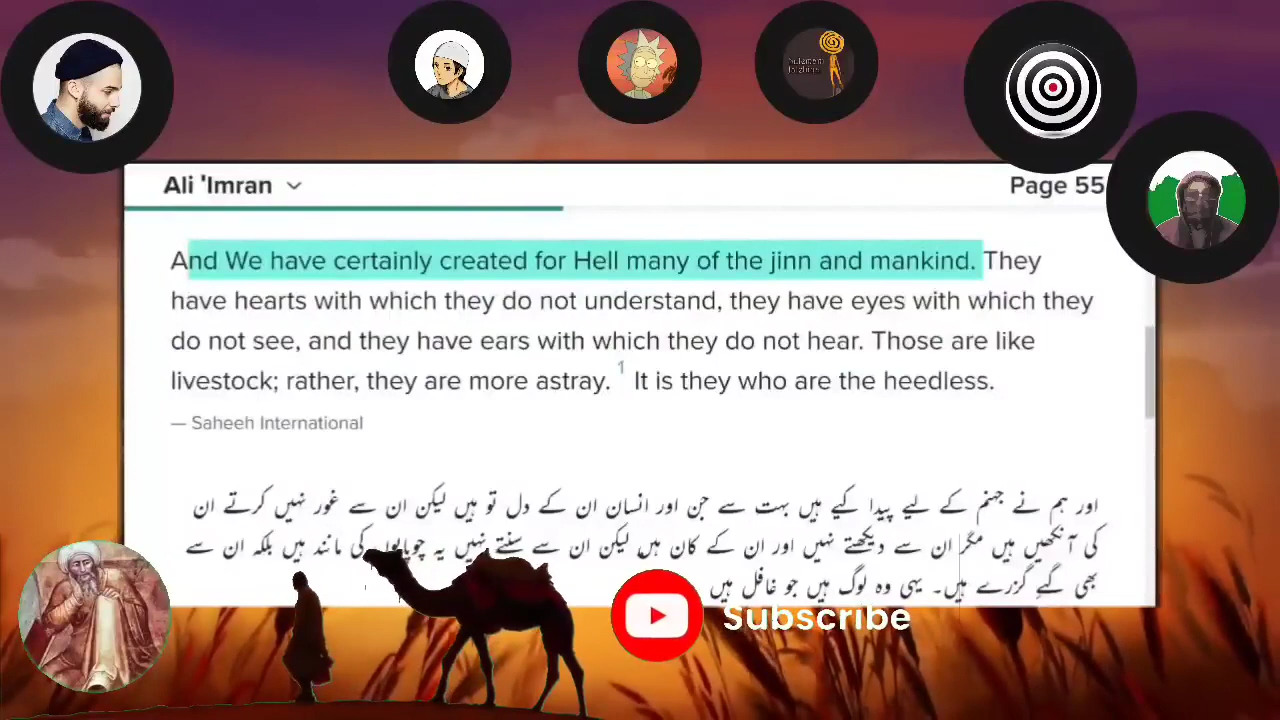 Ali 'Imran
Page 55
And We have certainly created for Hell many of the jinn and mankind. They
have hearts with which they do not understand, they have eyes with which they
do not see, and they have ears with which they do not hear. Those are like
livestock; rather, they are more astray. 1 It is they who are the heedless.
— Saheeh International
اور ہم نے جہنم کے لیے پیدا کیے ہیں بہت سے جن اور انسان ان کے دل تو ہیں لیکن ان سے غور نہیں کرتے ان
کی آنکھیں ہیں مگر ان سے دیکھتے نہیں اور ان کے کان ہیں لیکن ان سے سنتے نہیں یہ چوپایوں کی مانند ہیں بلکہ ان سے
بھی گئے گزرے ہیں۔ یہی وہ لوگ ہیں جو غافل ہیں
Subscribe